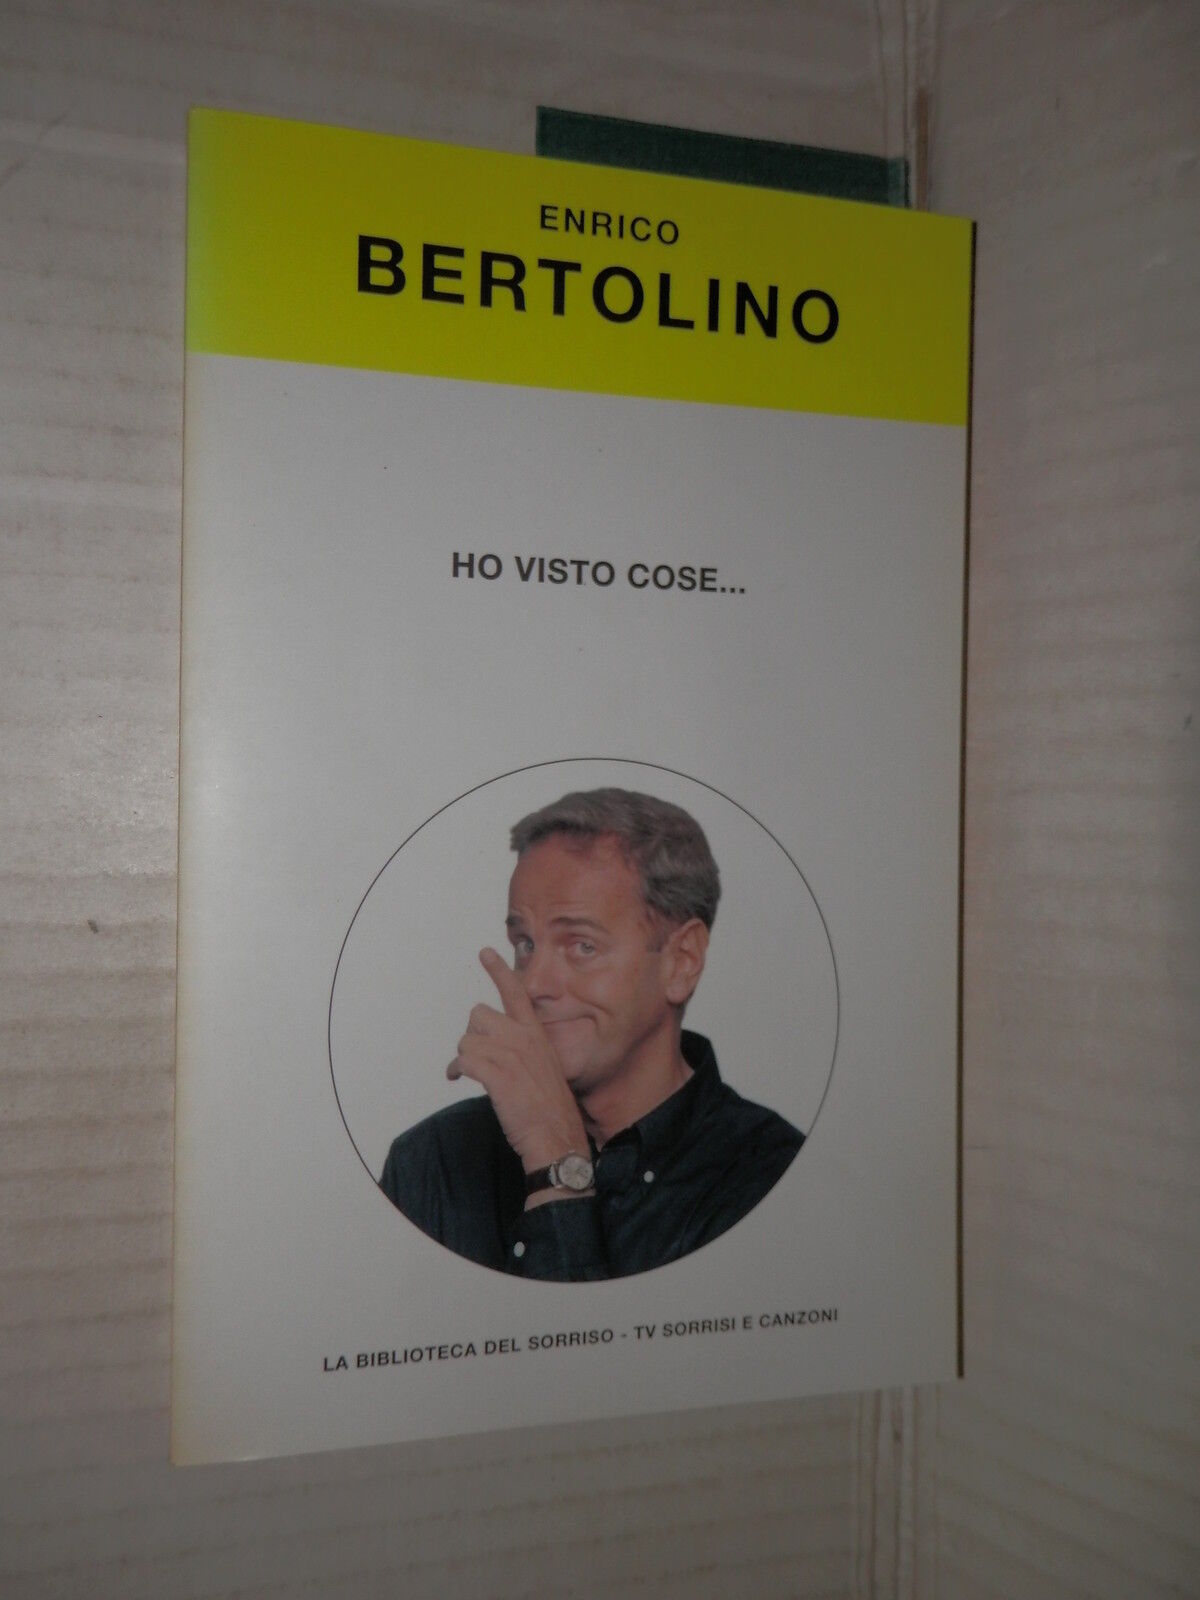 ENRICO
BERTOLINO
HO VISTO COSE...
LA BIBLIOTECA DEL SORRISO - TV SORRISI E CANZONI